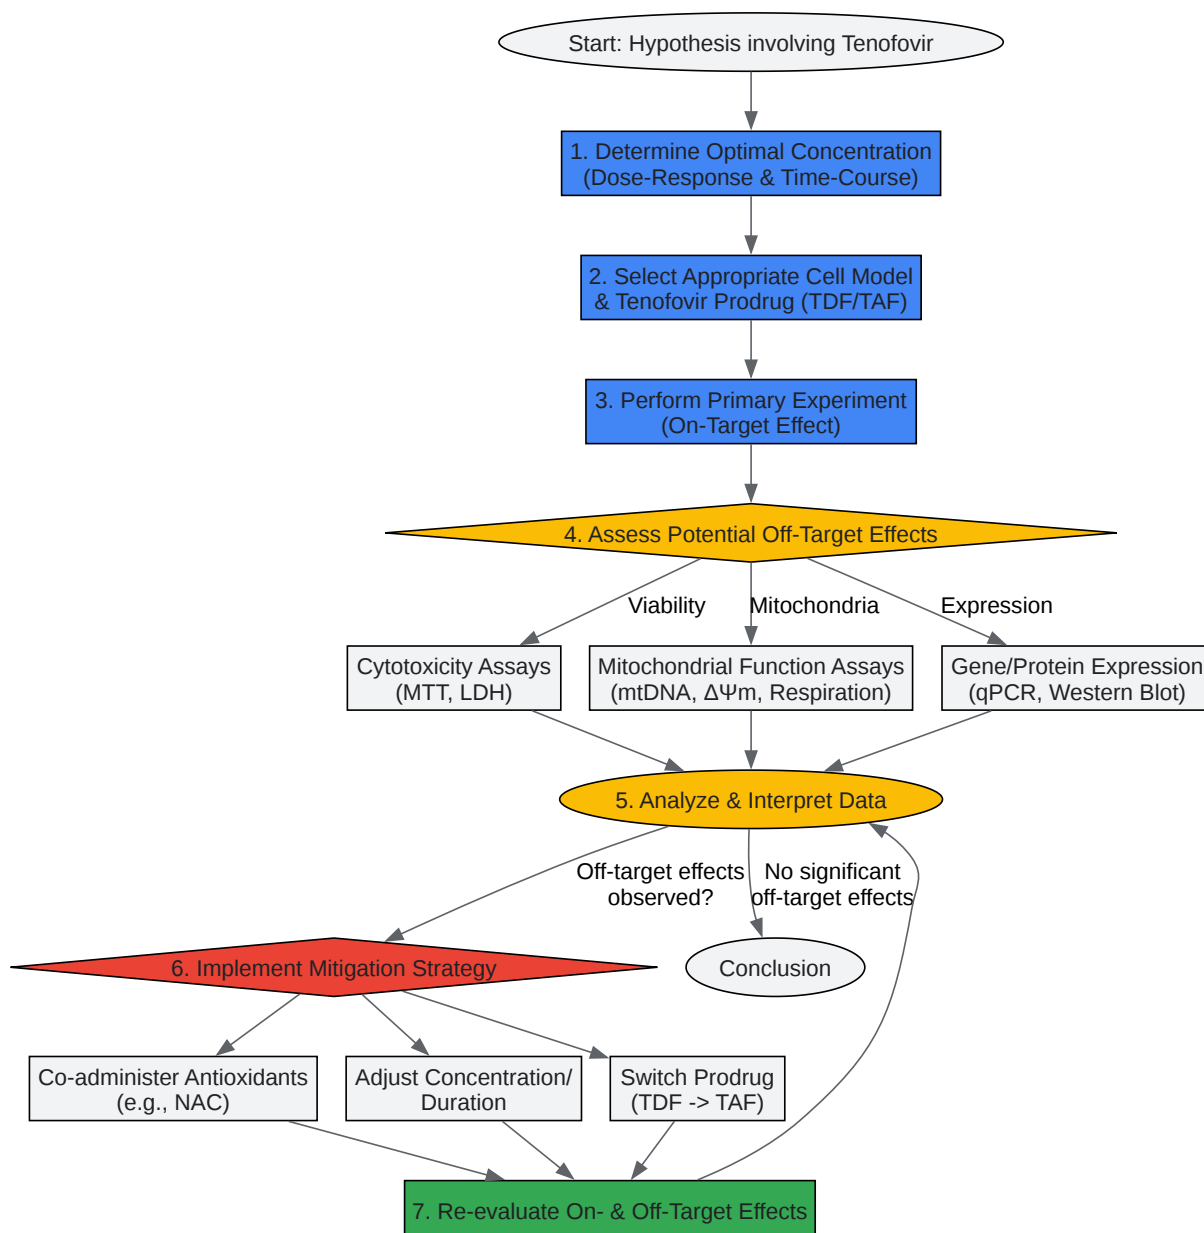 Start: Hypothesis involving Tenofovir
1. Determine Optimal Concentration
(Dose-Response & Time-Course)
2. Select Appropriate Cell Model
& Tenofovir Prodrug (TDF/TAF)
3. Perform Primary Experiment
(On-Target Effect)
4. Assess Potential Off-Target Effects
Viability
Mitochondria
Expression
Cytotoxicity Assays
(MTT, LDH)
Mitochondrial Function Assays
(mtDNA, ΔΨm, Respiration)
Gene/Protein Expression
(qPCR, Western Blot)
5. Analyze & Interpret Data
Off-target effects
observed?
No significant
off-target effects
6. Implement Mitigation Strategy
Conclusion
Co-administer Antioxidants
(e.g., NAC)
Adjust Concentration/
Duration
Switch Prodrug
(TDF -> TAF)
7. Re-evaluate On- & Off-Target Effects